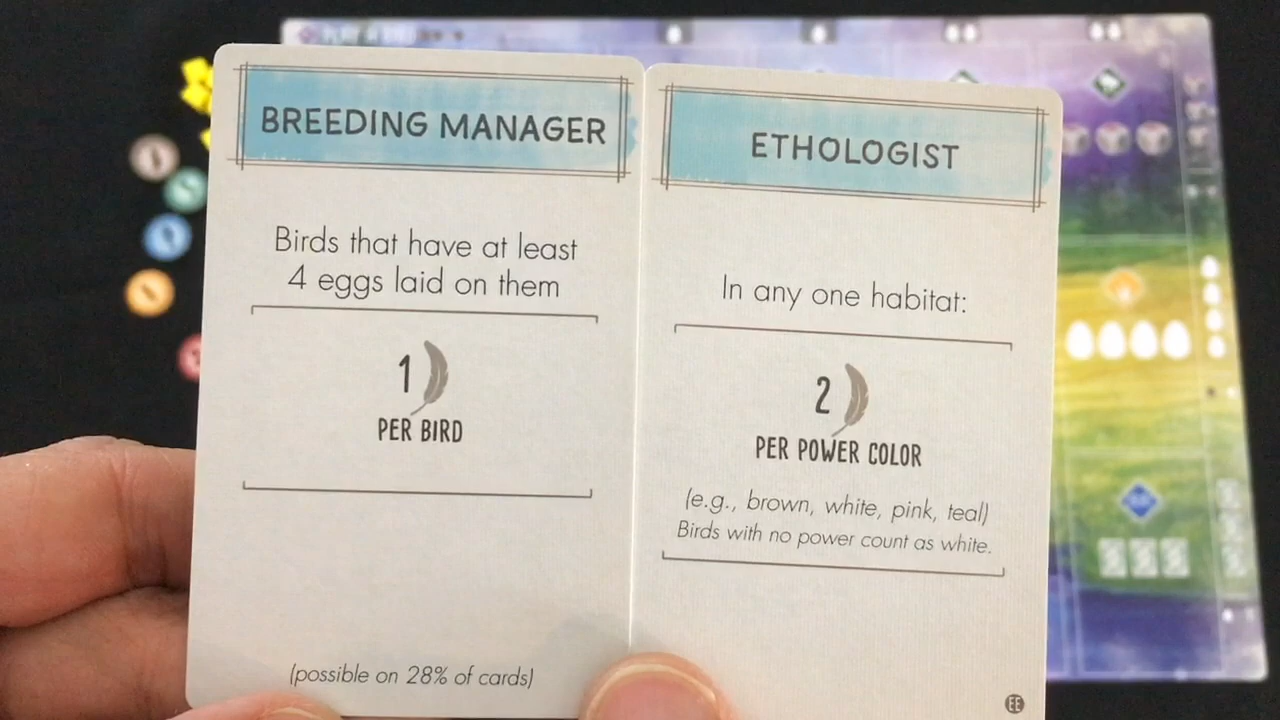 BREEDING MANAGER
Birds that have at least
4 eggs laid on them
1
PER BIRD
(possible on 28% of cards)
ETHOLOGIST
In any one habitat:
2
PER POWER COLOR
(e.g., brown, white, pink, teal)
Birds with no power count as white.
EE